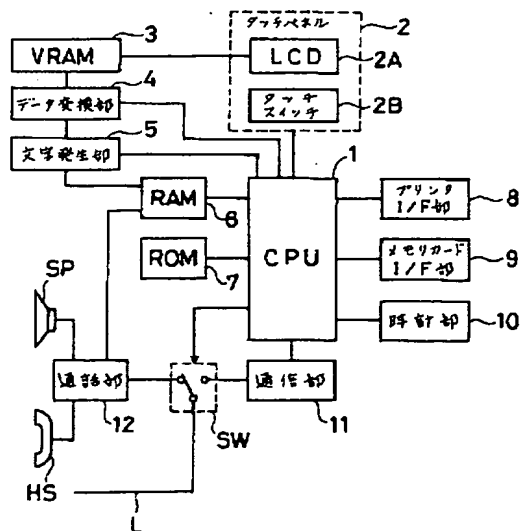 タッチパネル
2
3
VRAM
LCD
2A
4
データ変換部
タッチ
スイッチ
2B
5
文字発生部
1
RAM
6
CPU
プリンタ
I/F部
8
ROM
7
メモリカード
I/F部
9
SP
時計部
10
通話部
12
SW
通信部
11
HS
L